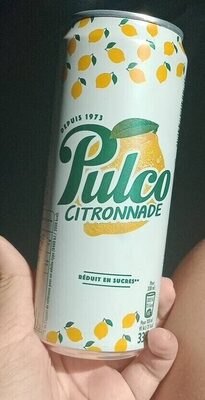 DEPUIS 1973
Pulco
CITRONNADE
RÉDUIT EN SUCRES**